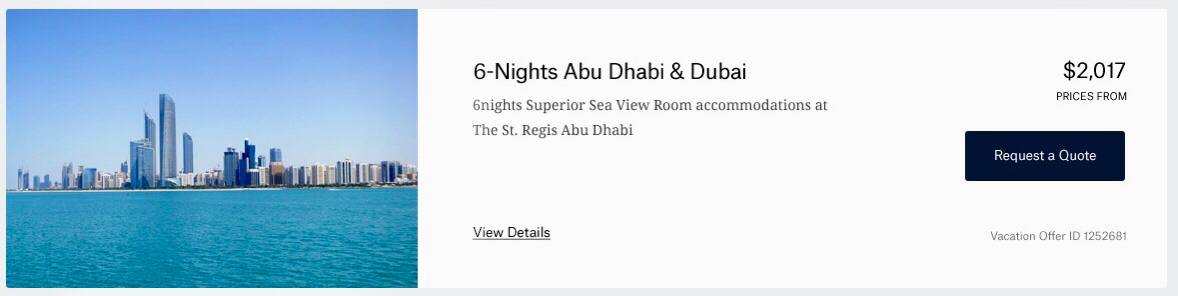 6-Nights Abu Dhabi & Dubai
6nights Superior Sea View Room accommodations at
The St. Regis Abu Dhabi
View Details
$2,017
PRICES FROM
Request a Quote
Vacation Offer ID 1252681